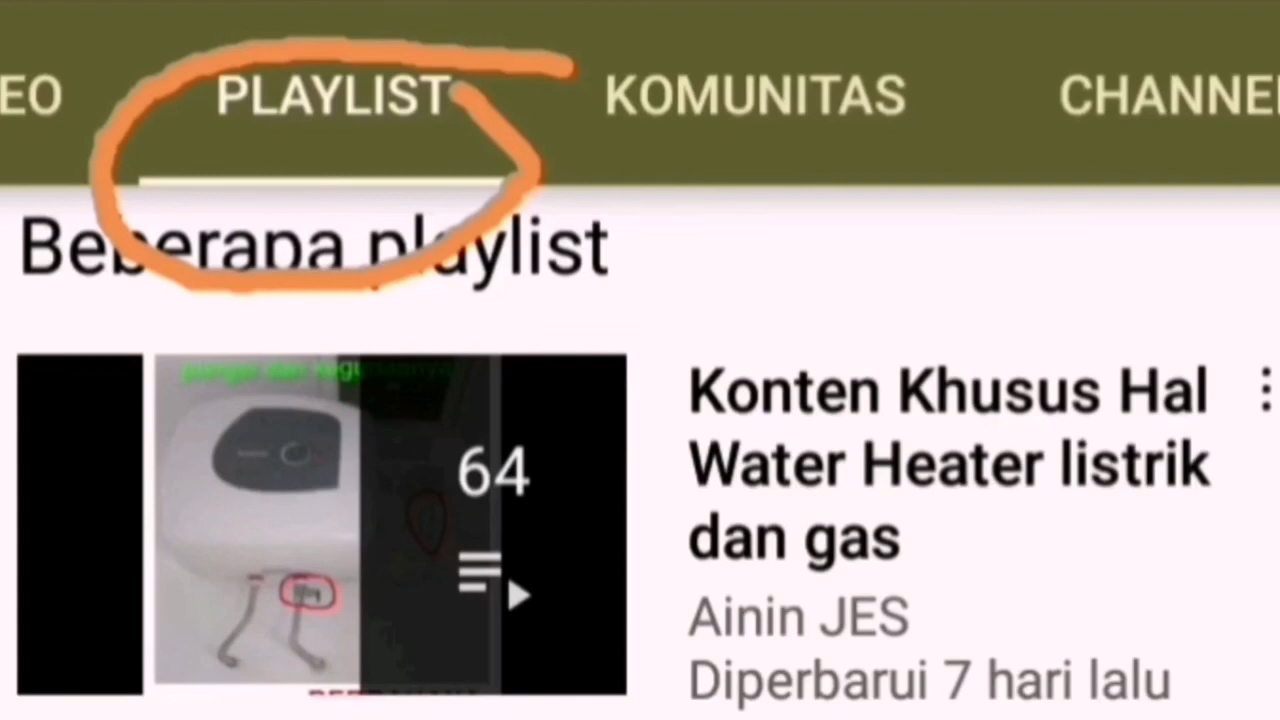 EO PLAYLIST KOMUNITAS CHANNE
Beberapa playlist
64
Konten Khusus Hal
Water Heater listrik
dan gas
Ainin JES
Diperbarui 7 hari lalu